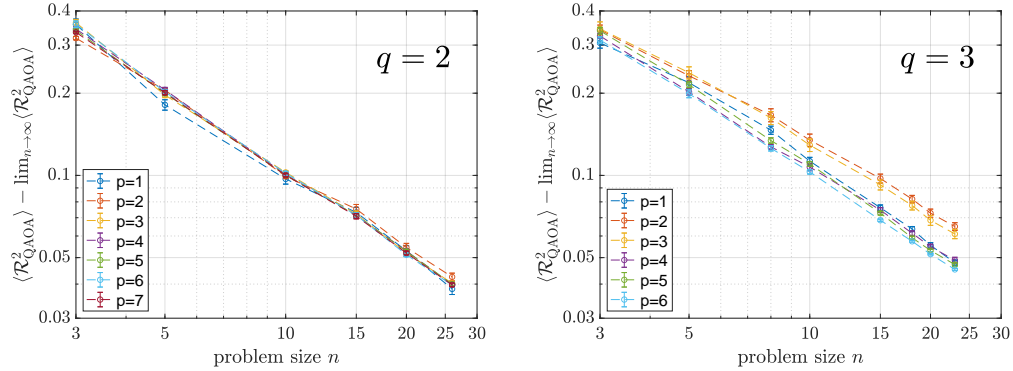 ⟨R²_QAOA⟩ − lim_{n→∞}⟨R²_QAOA⟩
0.4
0.3
0.2
0.1
0.05
0.03
q = 2
p=1
p=2
p=3
p=4
p=5
p=6
p=7
3 5 10 15 20 25 30
problem size n
⟨R²_QAOA⟩ − lim_{n→∞}⟨R²_QAOA⟩
0.4
0.3
0.2
0.1
0.05
0.03
q = 3
p=1
p=2
p=3
p=4
p=5
p=6
3 5 10 15 20 25 30
problem size n